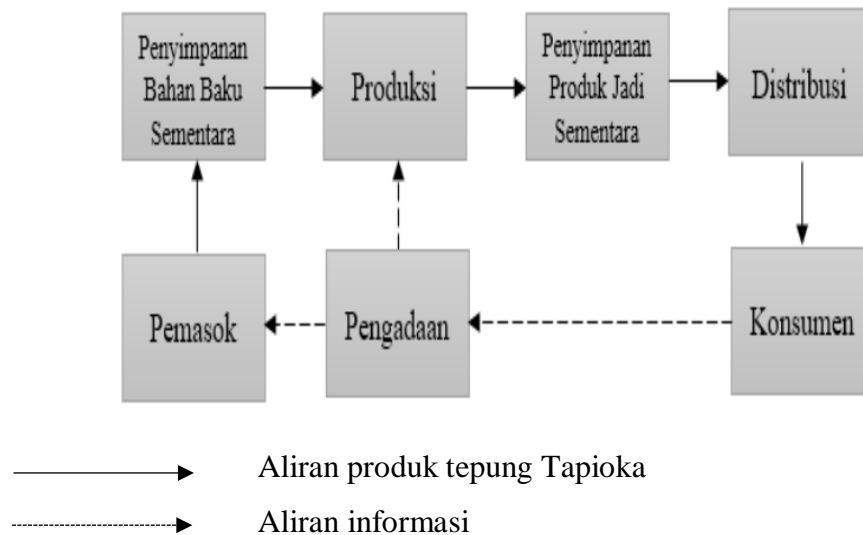 Penyimpanan
Bahan Baku
Sementara
Produksi
Penyimpanan
Produk Jadi
Sementara
Distribusi
Pemasok
Pengadaan
Konsumen
Aliran produk tepung Tapioka
Aliran informasi